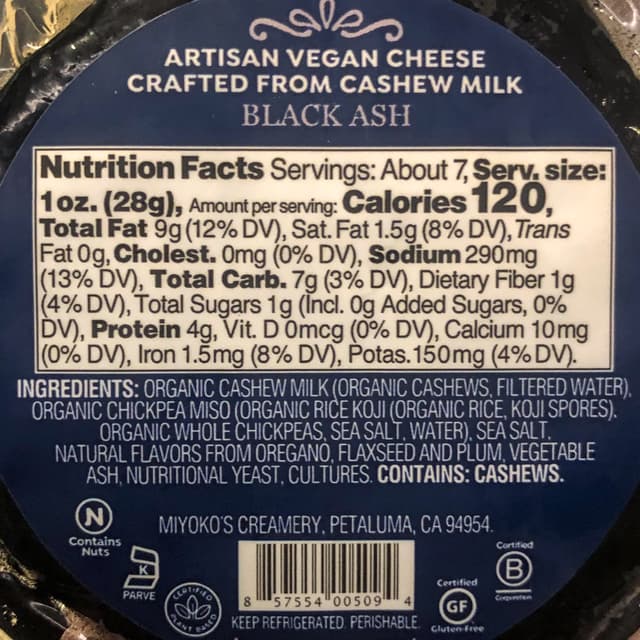 ARTISAN VEGAN CHEESE
CRAFTED FROM CASHEW MILK
BLACK ASH
Nutrition Facts Servings: About 7, Serv. size:
1 oz. (28g), Amount per serving: Calories 120,
Total Fat 9g (12% DV), Sat. Fat 1.5g (8% DV), Trans
Fat 0g, Cholest. 0mg (0% DV), Sodium 290mg
(13% DV), Total Carb. 7g (3% DV), Dietary Fiber 1g
(4% DV), Total Sugars 1g (Incl. 0g Added Sugars, 0%
DV), Protein 4g, Vit. D 0mcg (0% DV), Calcium 10mg
(0% DV), Iron 1.5mg (8% DV), Potas. 150mg (4% DV).
INGREDIENTS: ORGANIC CASHEW MILK (ORGANIC CASHEWS, FILTERED WATER),
ORGANIC CHICKPEA MISO (ORGANIC RICE KOJI (ORGANIC RICE, KOJI SPORES),
ORGANIC WHOLE CHICKPEAS, SEA SALT, WATER), SEA SALT,
NATURAL FLAVORS FROM OREGANO, FLAXSEED AND PLUM, VEGETABLE
ASH, NUTRITIONAL YEAST, CULTURES. CONTAINS: CASHEWS.
N
Contains
Nuts
MIYOKO'S CREAMERY, PETALUMA, CA 94954.
K
PARVE
CERTIFIED
PLANT BASED
8 57554 00509 4
KEEP REFRIGERATED. PERISHABLE.
Certified
B
Corporation
Certified
GF
Gluten-Free